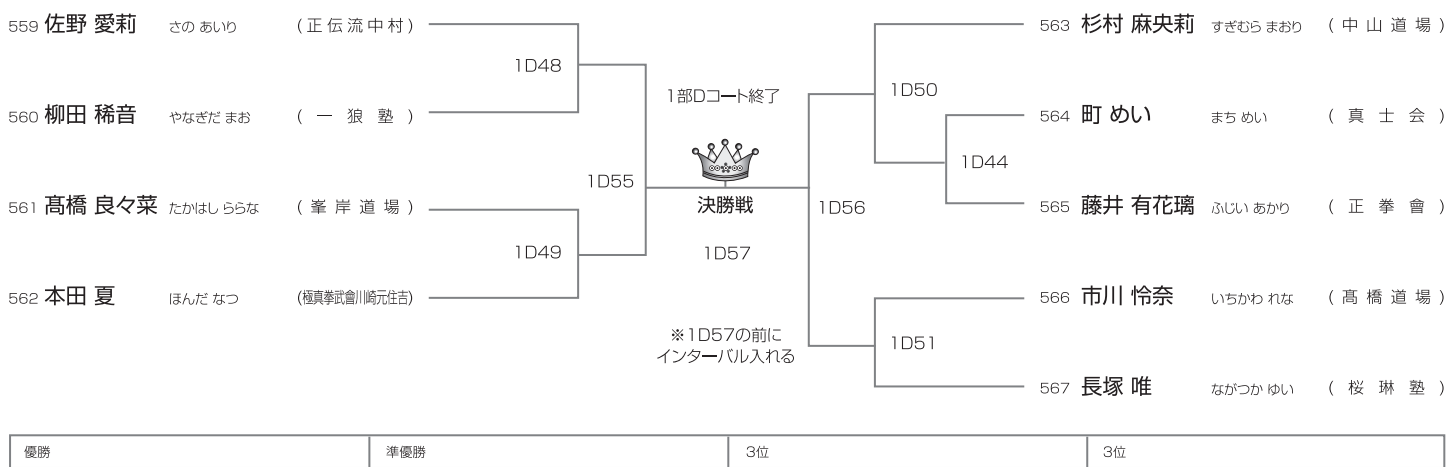 559 佐野 愛莉 さの あいり (正伝流中村)
1D48
560 柳田 稀音 やなぎだ まお (一狼塾)
1D55
561 髙橋 良々菜 たかはし ららな (峯岸道場)
1D49
562 本田 夏 ほんだ なつ (極真拳武會川崎元住吉)
1部Dコート終了
決勝戦
1D57
※1D57の前に
インターバル入れる
563 杉村 麻央莉 すぎむら まおり (中山道場)
1D50
564 町 めい まち めい (真士会)
1D44
565 藤井 有花璃 ふじい あかり (正拳會)
1D56
566 市川 怜奈 いちかわ れな (髙橋道場)
1D51
567 長塚 唯 ながつか ゆい (桜琳塾)
優勝 準優勝 3位 3位